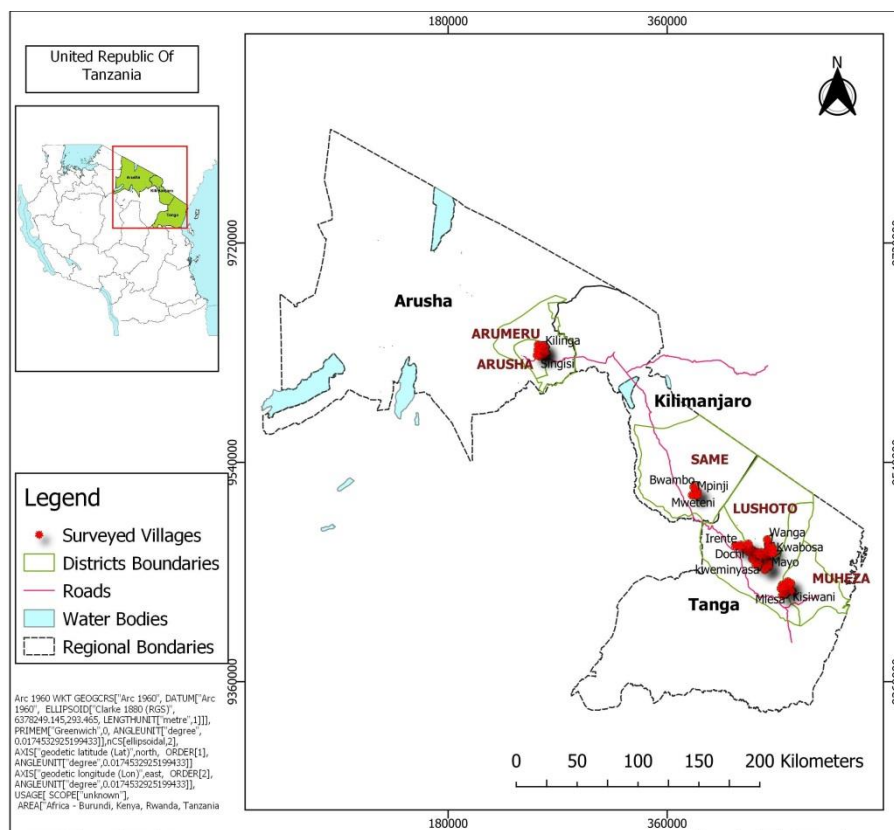 United Republic Of
Tanzania
Arusha
Kilimanjaro
Tanga
Legend
Surveyed Villages
Districts Boundaries
Roads
Water Bodies
Regional Bondaries
Arc 1960 WKT GEOGCRS["Arc 1960", DATUM["Arc
1960", ELLIPSOID["Clarke 1880 (RGS)",
6378249.145,293.465, LENGTHUNIT["metre",1]]],
PRIMEM["Greenwich",0, ANGLEUNIT["degree",
0.0174532925199433]],nCS[ellipsoidal,2],
AXIS["geodetic latitude (Lat)",north, ORDER[1],
ANGLEUNIT["degree",0.0174532925199433]]
AXIS["geodetic longitude (Lon)",east, ORDER[2],
ANGLEUNIT["degree",0.0174532925199433]],
USAGE[ SCOPE["unknown"],
AREA["Africa - Burundi, Kenya, Rwanda, Tanzania
180000 360000
N
9720000
Arusha
ARUMERU Kilinga
ARUSHA Singisi
Kilimanjaro
9540000 9540000
SAME
Bwambo Mpinji
Mweteni
LUSHOTO
Wanga
Irente Kwabosa
Dochi Mayo
kweminyasa
MUHEZA
Tanga Mlesa Kisiwani
9360000
0 50 100 150 200 Kilometers
180000 360000